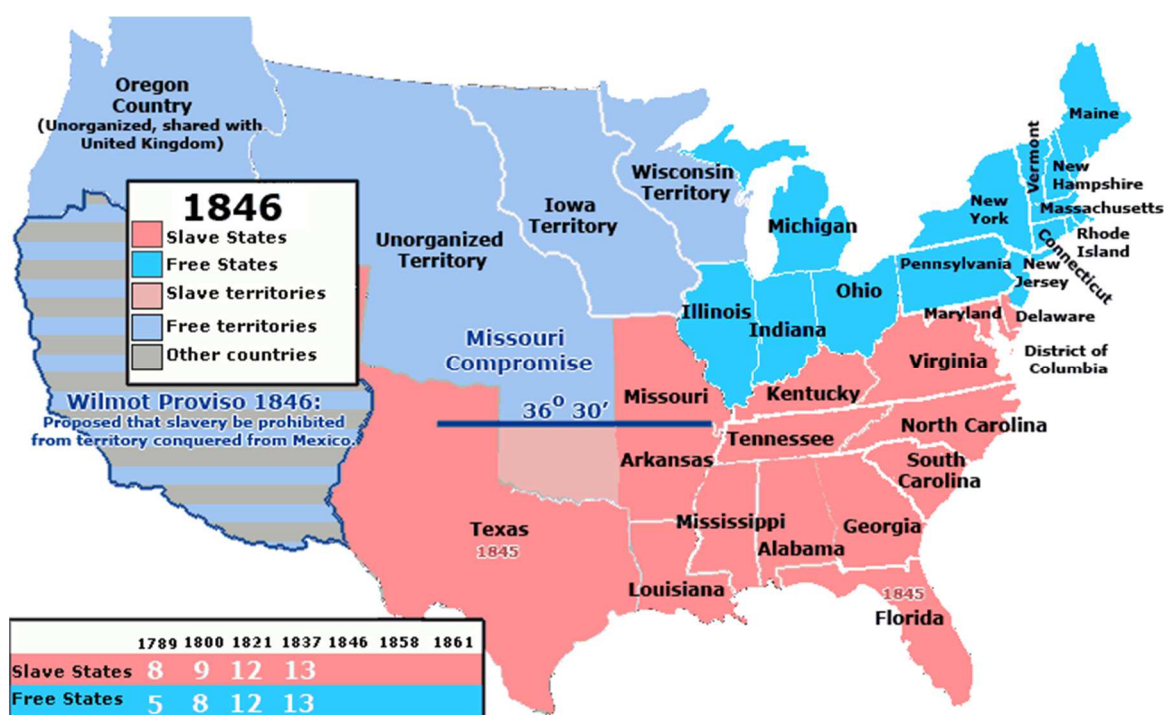 Oregon
Country
(Unorganized, shared with
United Kingdom)
1846
Slave States
Free States
Slave territories
Free territories
Other countries
Wilmot Proviso 1846:
Proposed that slavery be prohibited
from territory conquered from Mexico.
Unorganized
Territory
Iowa
Territory
Wisconsin
Territory
Michigan
Missouri
Compromise
36° 30′
Illinois
Indiana
Ohio
Pennsylvania
New
York
Vermont
Maine
New
Hampshire
Massachusetts
Rhode
Island
Connecticut
New
Jersey
Maryland
Delaware
District of
Columbia
Virginia
Missouri
Kentucky
Tennessee
North Carolina
Arkansas
South
Carolina
Texas
1845
Mississippi
Alabama
Georgia
Louisiana
1845
Florida
1789 1800 1821 1837 1846 1858 1861
Slave States 8 9 12 13
Free States 5 8 12 13